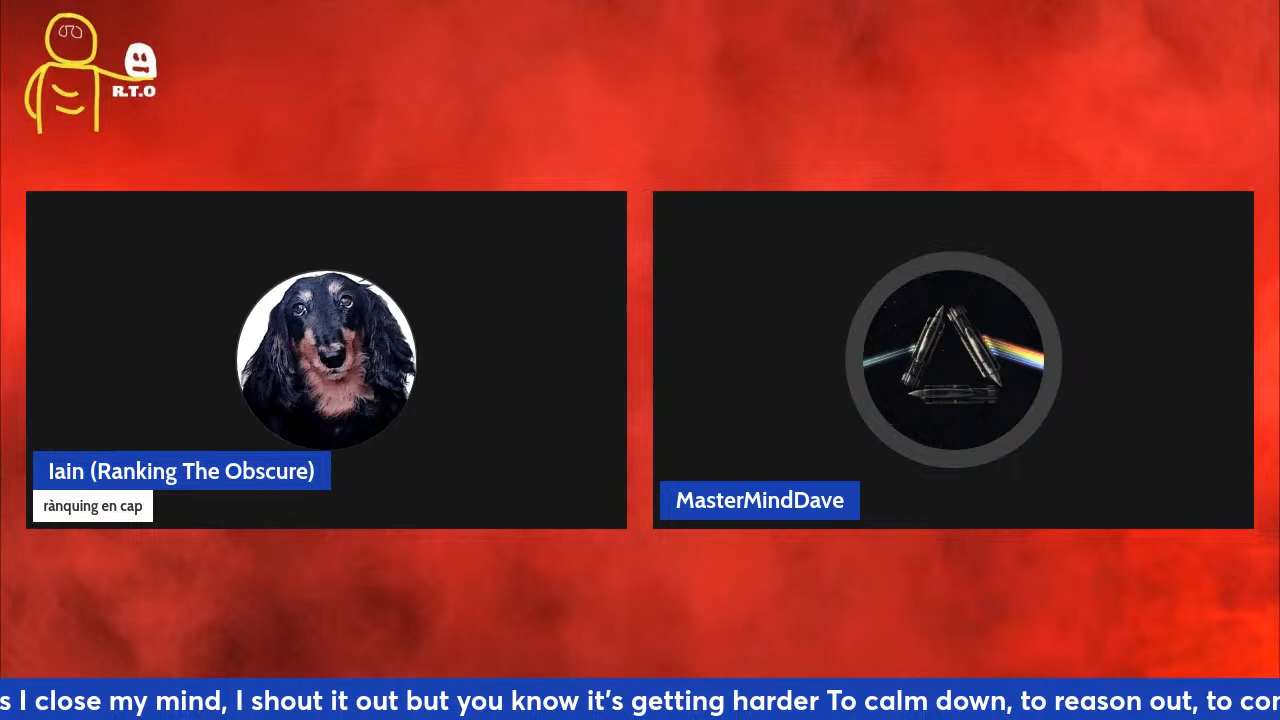 R.T.O
Iain (Ranking The Obscure)
rànquing en cap
MasterMindDave
s I close my mind, I shout it out but you know it's getting harder To calm down, to reason out, to